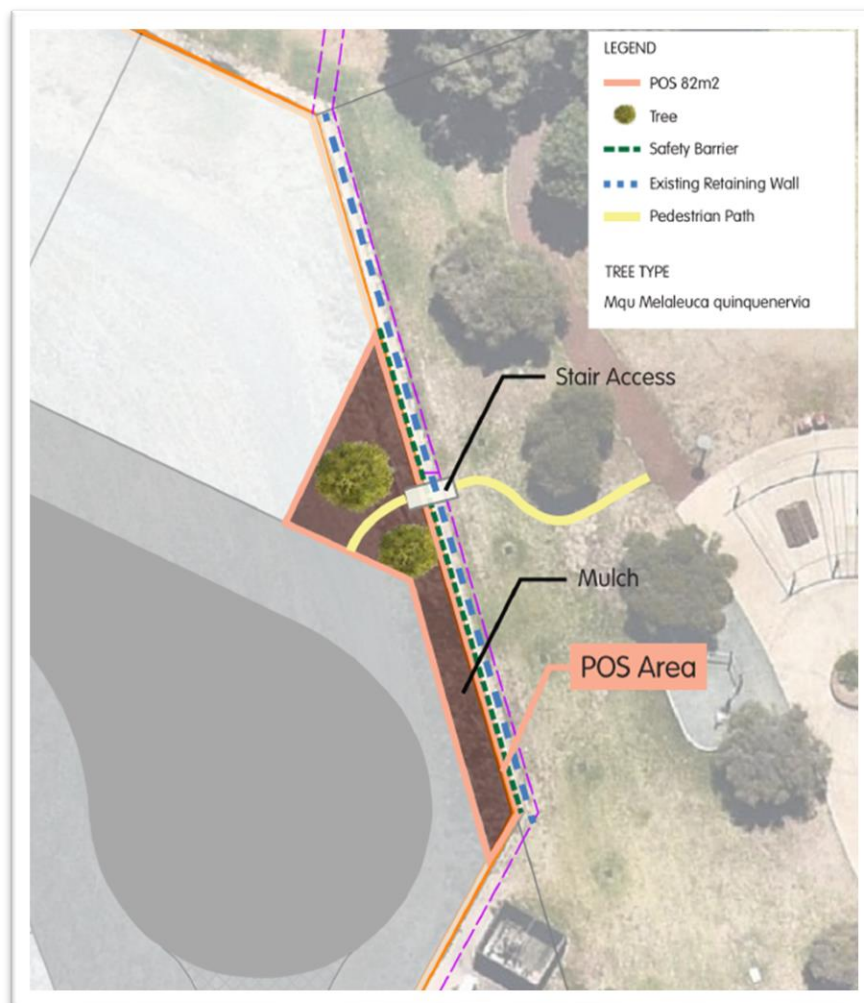 LEGEND
POS 82m2
Tree
Safety Barrier
Existing Retaining Wall
Pedestrian Path
TREE TYPE
Mqu Melaleuca quinquenervia
Stair Access
Mulch
POS Area